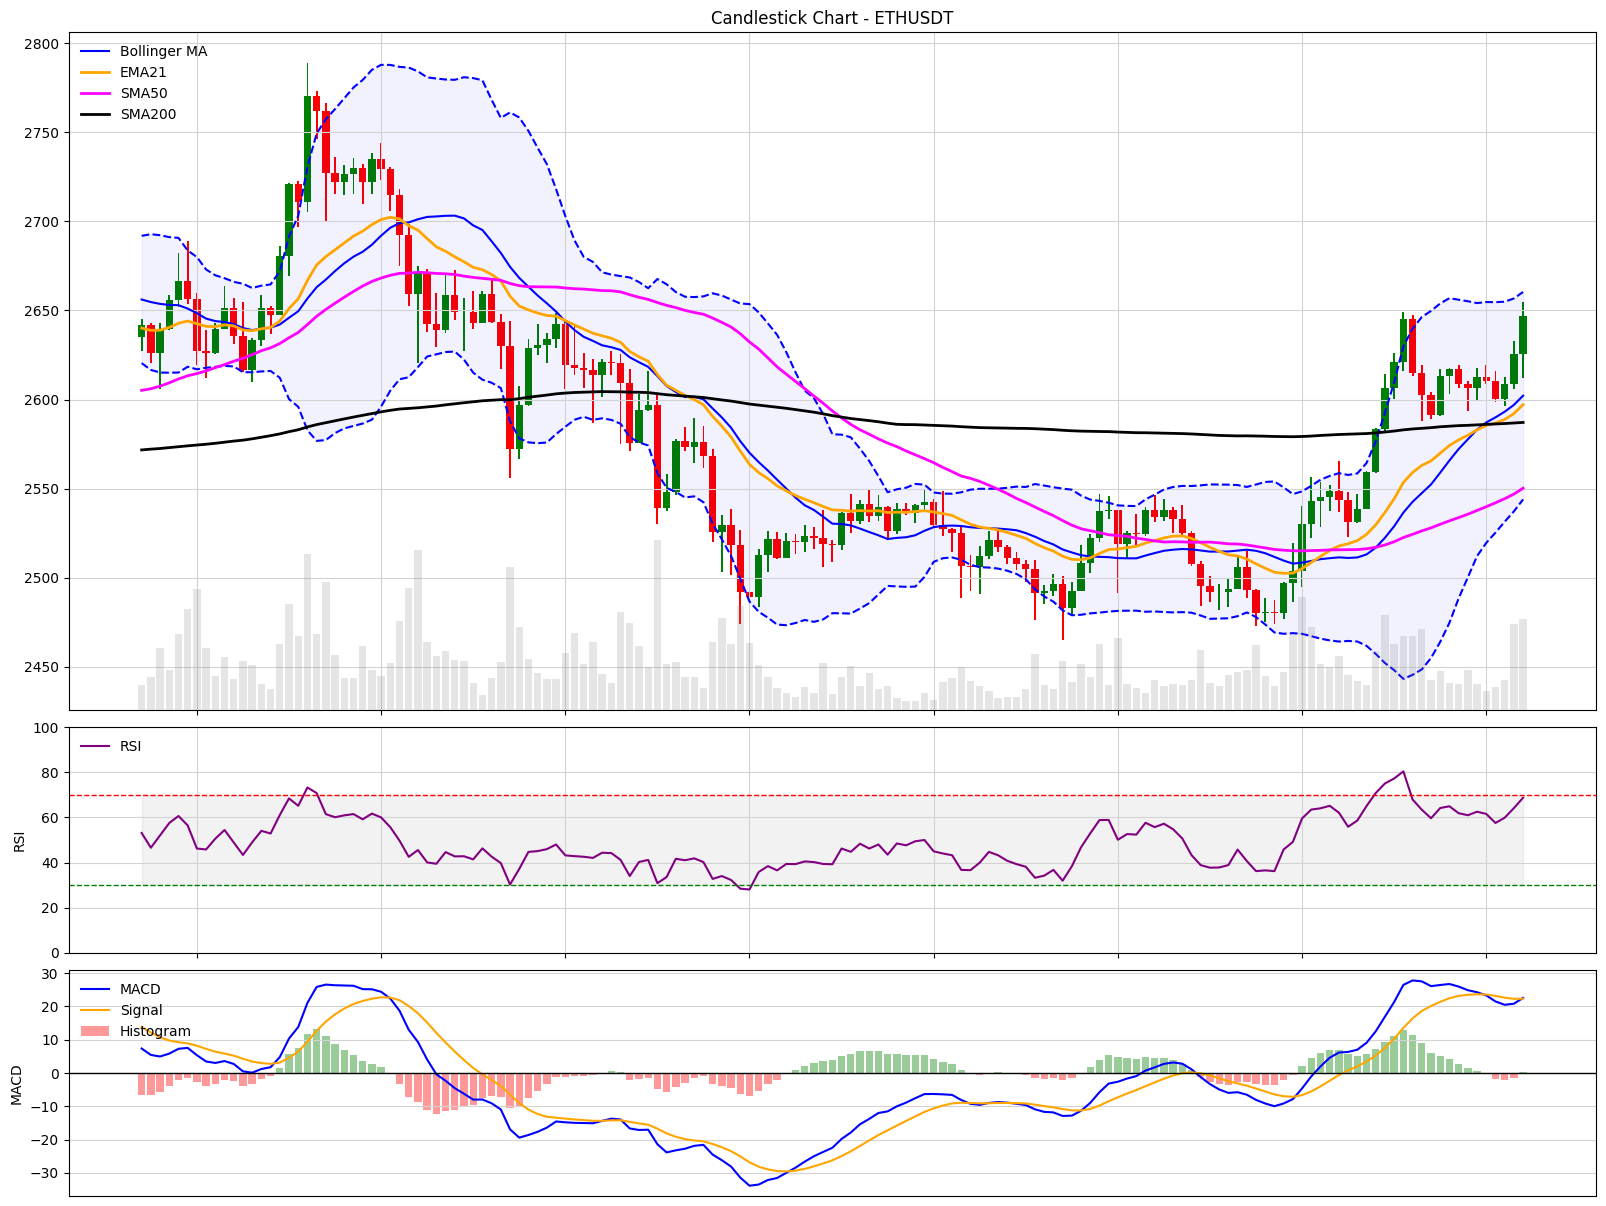 Candlestick Chart - ETHUSDT
2800
2750
2700
2650
2600
2550
2500
2450
Bollinger MA
EMA21
SMA50
SMA200
100
80
60
40
20
0
RSI
RSI
30
20
10
0
−10
−20
−30
MACD
MACD
Signal
Histogram